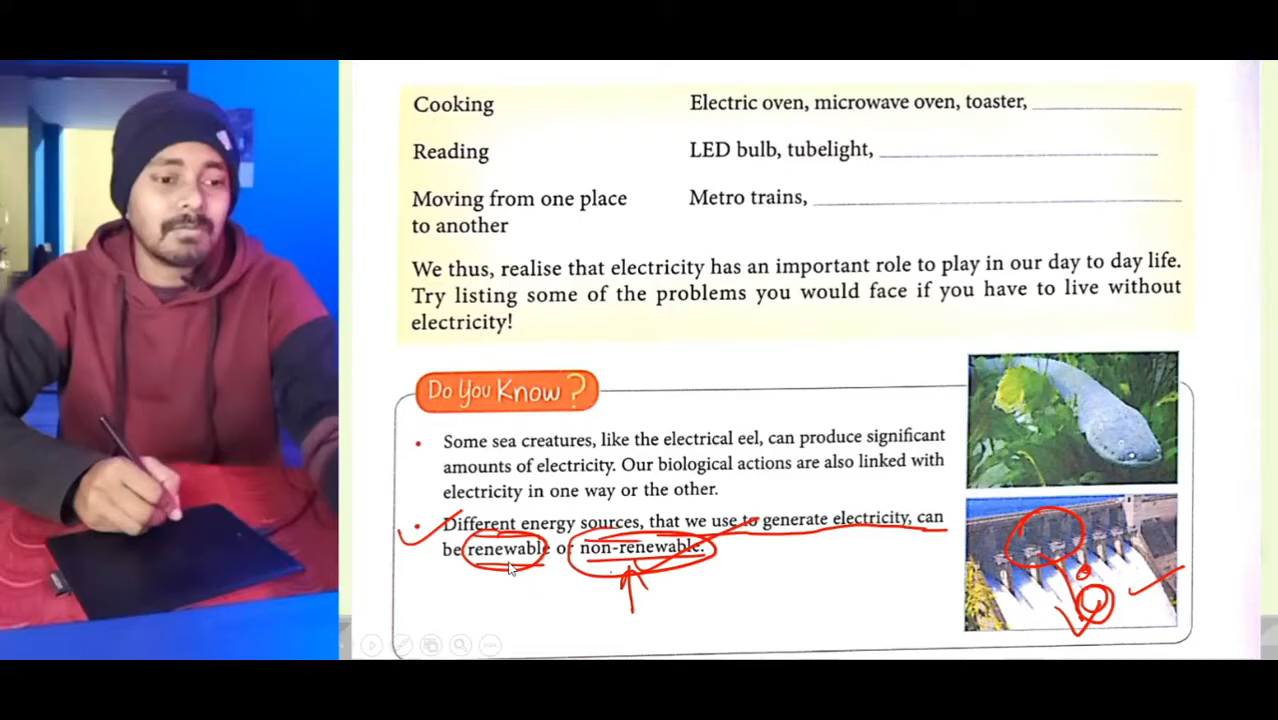 Cooking Electric oven, microwave oven, toaster,
Reading LED bulb, tubelight,
Moving from one place Metro trains,
to another
We thus, realise that electricity has an important role to play in our day to day life.
Try listing some of the problems you would face if you have to live without
electricity!
Do You Know?
• Some sea creatures, like the electrical eel, can produce significant
amounts of electricity. Our biological actions are also linked with
electricity in one way or the other.
• Different energy sources, that we use to generate electricity, can
be renewable or non-renewable.